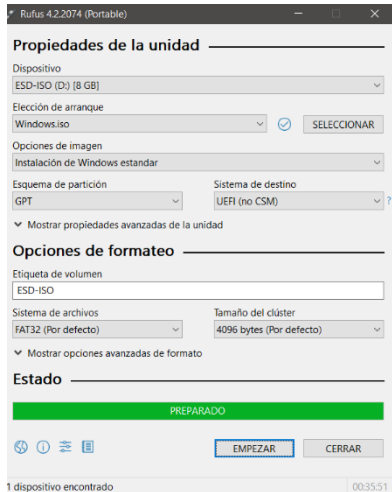 Rufus 4.2.2074 (Portable)
Propiedades de la unidad
Dispositivo
ESD-ISO (D:) [8 GB]
Elección de arranque
Windows.iso SELECCIONAR
Opciones de imagen
Instalación de Windows estandar
Esquema de partición Sistema de destino
GPT UEFI (no CSM) ?
Mostrar propiedades avanzadas de la unidad
Opciones de formateo
Etiqueta de volumen
ESD-ISO
Sistema de archivos Tamaño del clúster
FAT32 (Por defecto) 4096 bytes (Por defecto)
Mostrar opciones avanzadas de formato
Estado
PREPARADO
EMPEZAR CERRAR
1 dispositivo encontrado 00:35:51